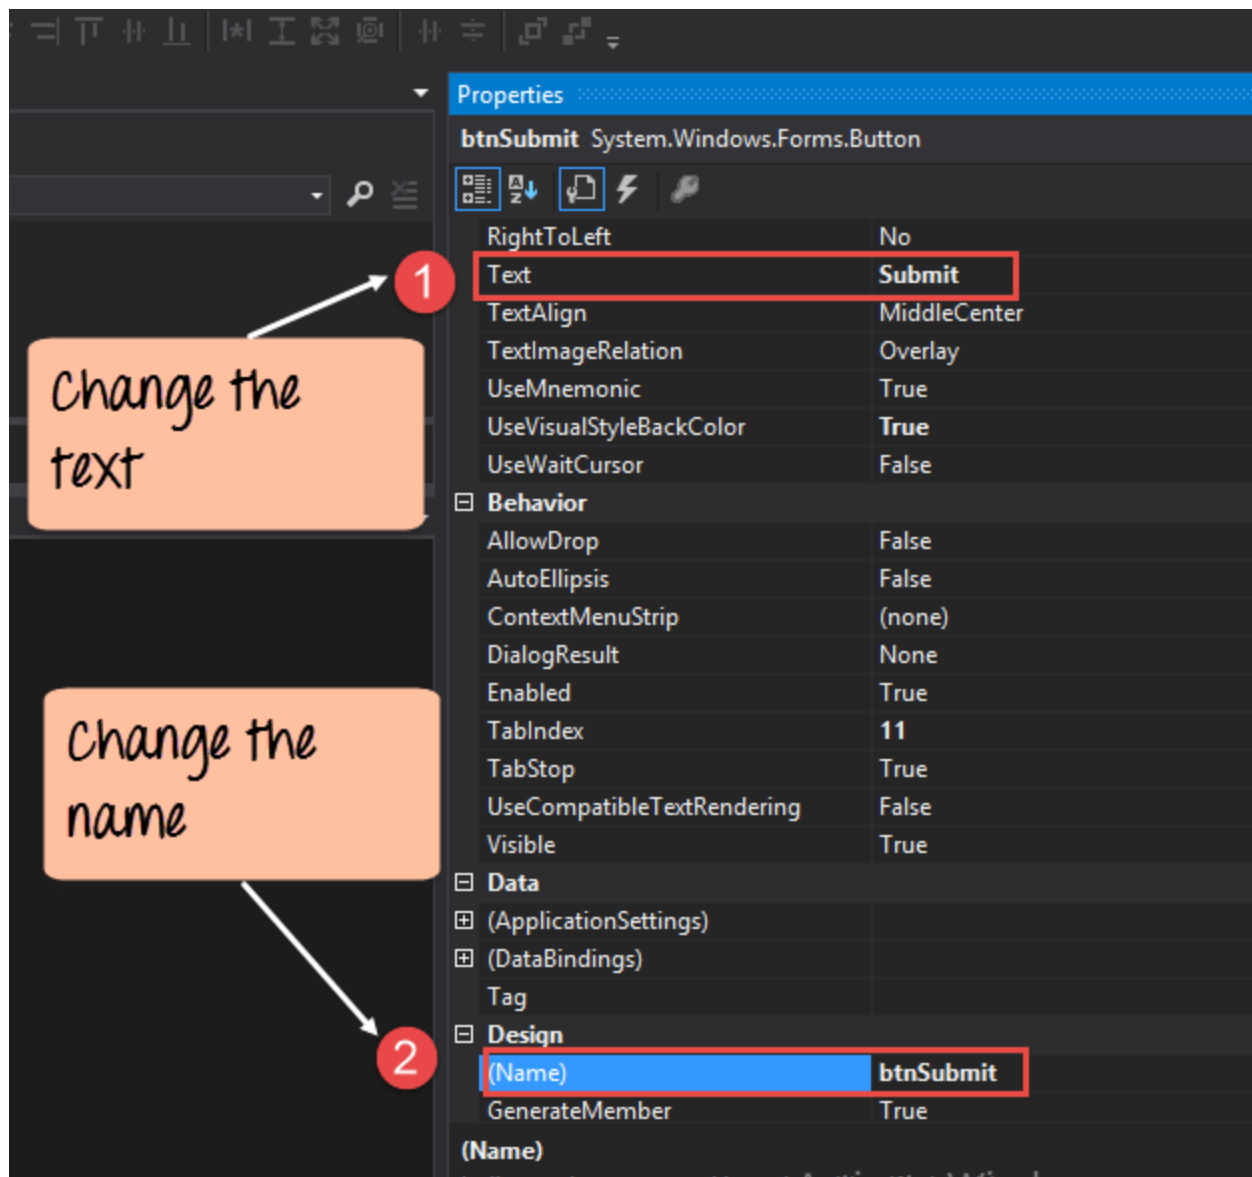 Properties
btnSubmit System.Windows.Forms.Button
RightToLeft No
1
Text Submit
TextAlign MiddleCenter
Change the
text
TextImageRelation Overlay
UseMnemonic True
UseVisualStyleBackColor True
UseWaitCursor False
Behavior
AllowDrop False
AutoEllipsis False
ContextMenuStrip (none)
DialogResult None
Enabled True
Change the
name
TabIndex 11
TabStop True
UseCompatibleTextRendering False
Visible True
Data
(ApplicationSettings)
(DataBindings)
Tag
Design
2
(Name) btnSubmit
GenerateMember True
(Name)